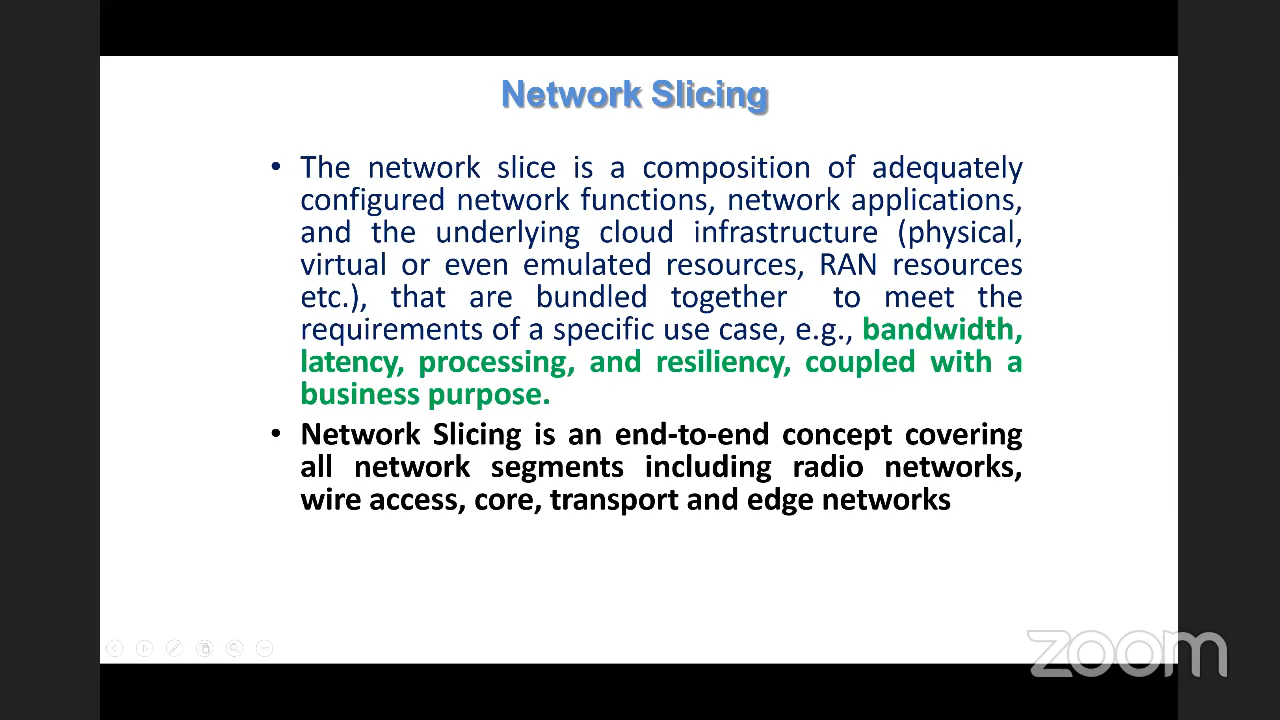 Network Slicing
• The network slice is a composition of adequately
configured network functions, network applications,
and the underlying cloud infrastructure (physical,
virtual or even emulated resources, RAN resources
etc.), that are bundled together to meet the
requirements of a specific use case, e.g., bandwidth,
latency, processing, and resiliency, coupled with a
business purpose.
• Network Slicing is an end-to-end concept covering
all network segments including radio networks,
wire access, core, transport and edge networks
zoom